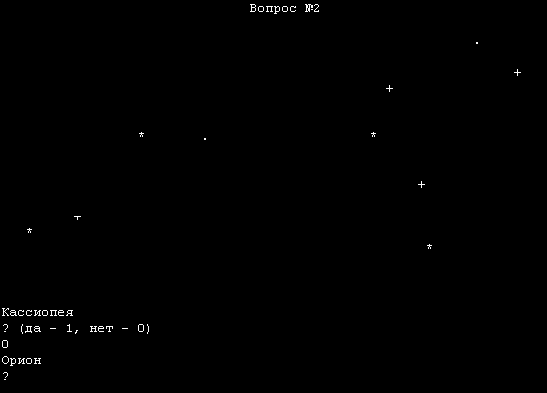 Вопрос №2
Кассиопея
? (да - 1, нет - 0)
0
Орион
?